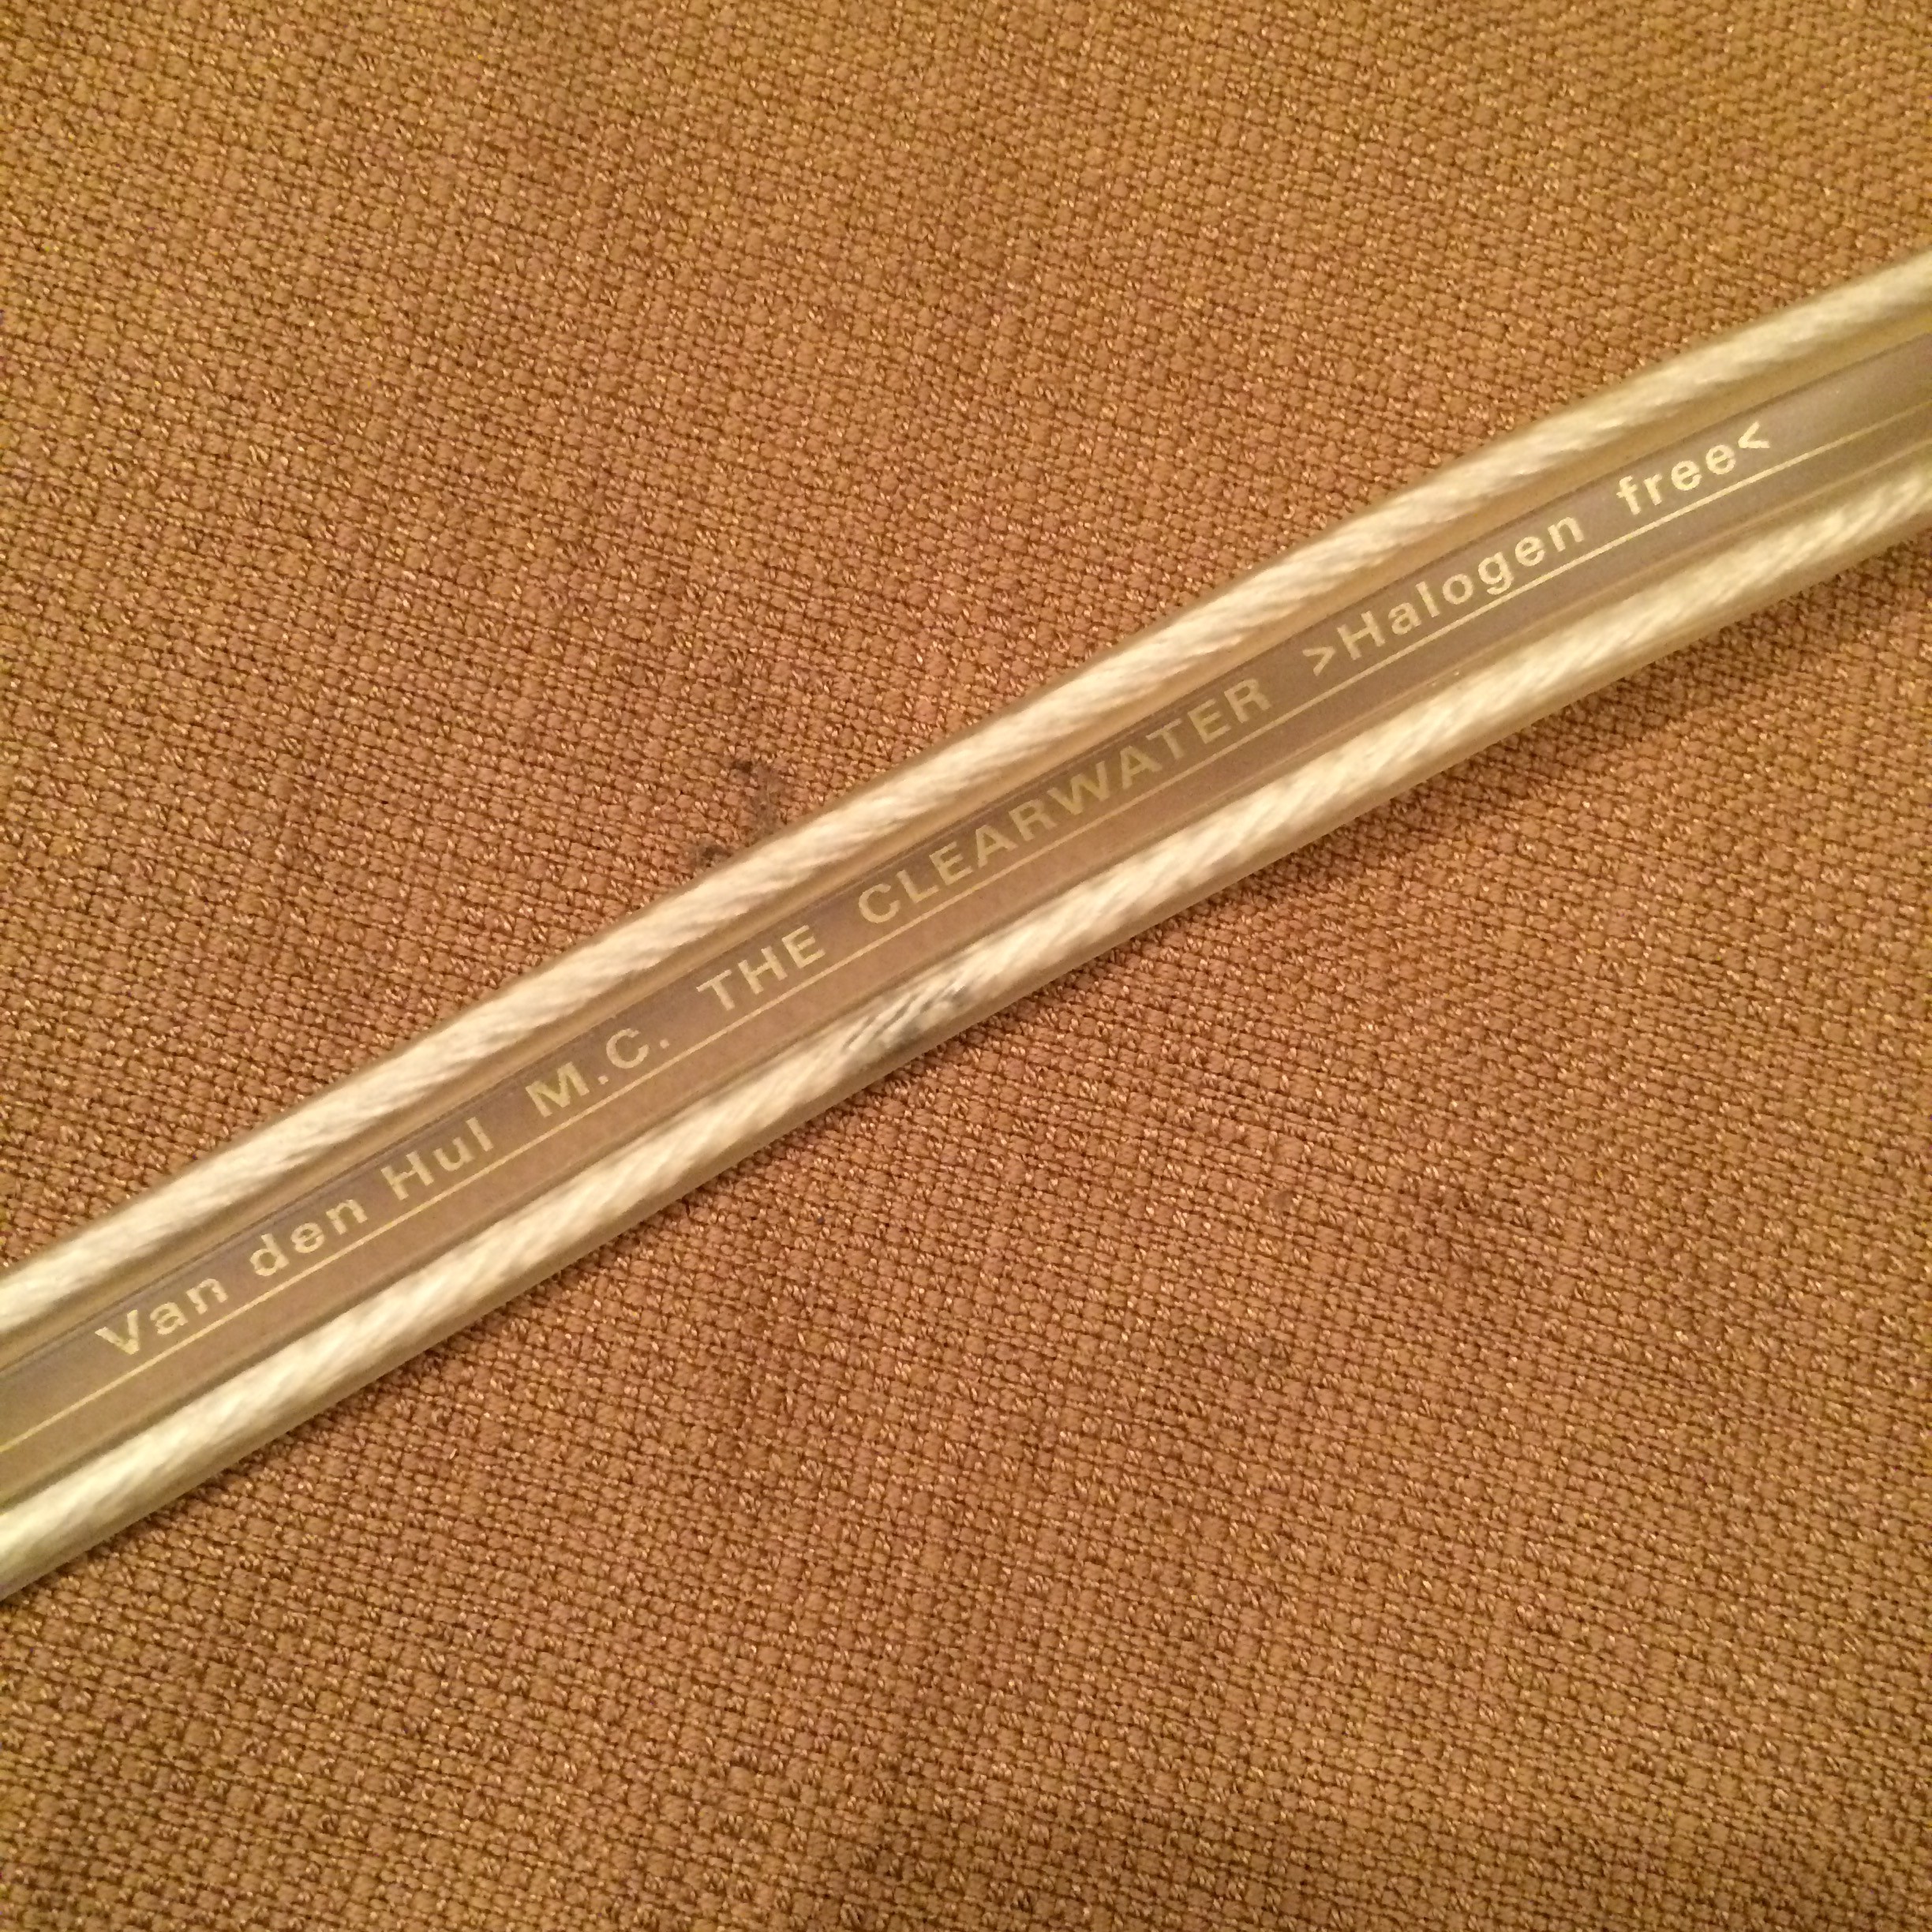 Van den Hul M.C. THE CLEARWATER >Halogen free<